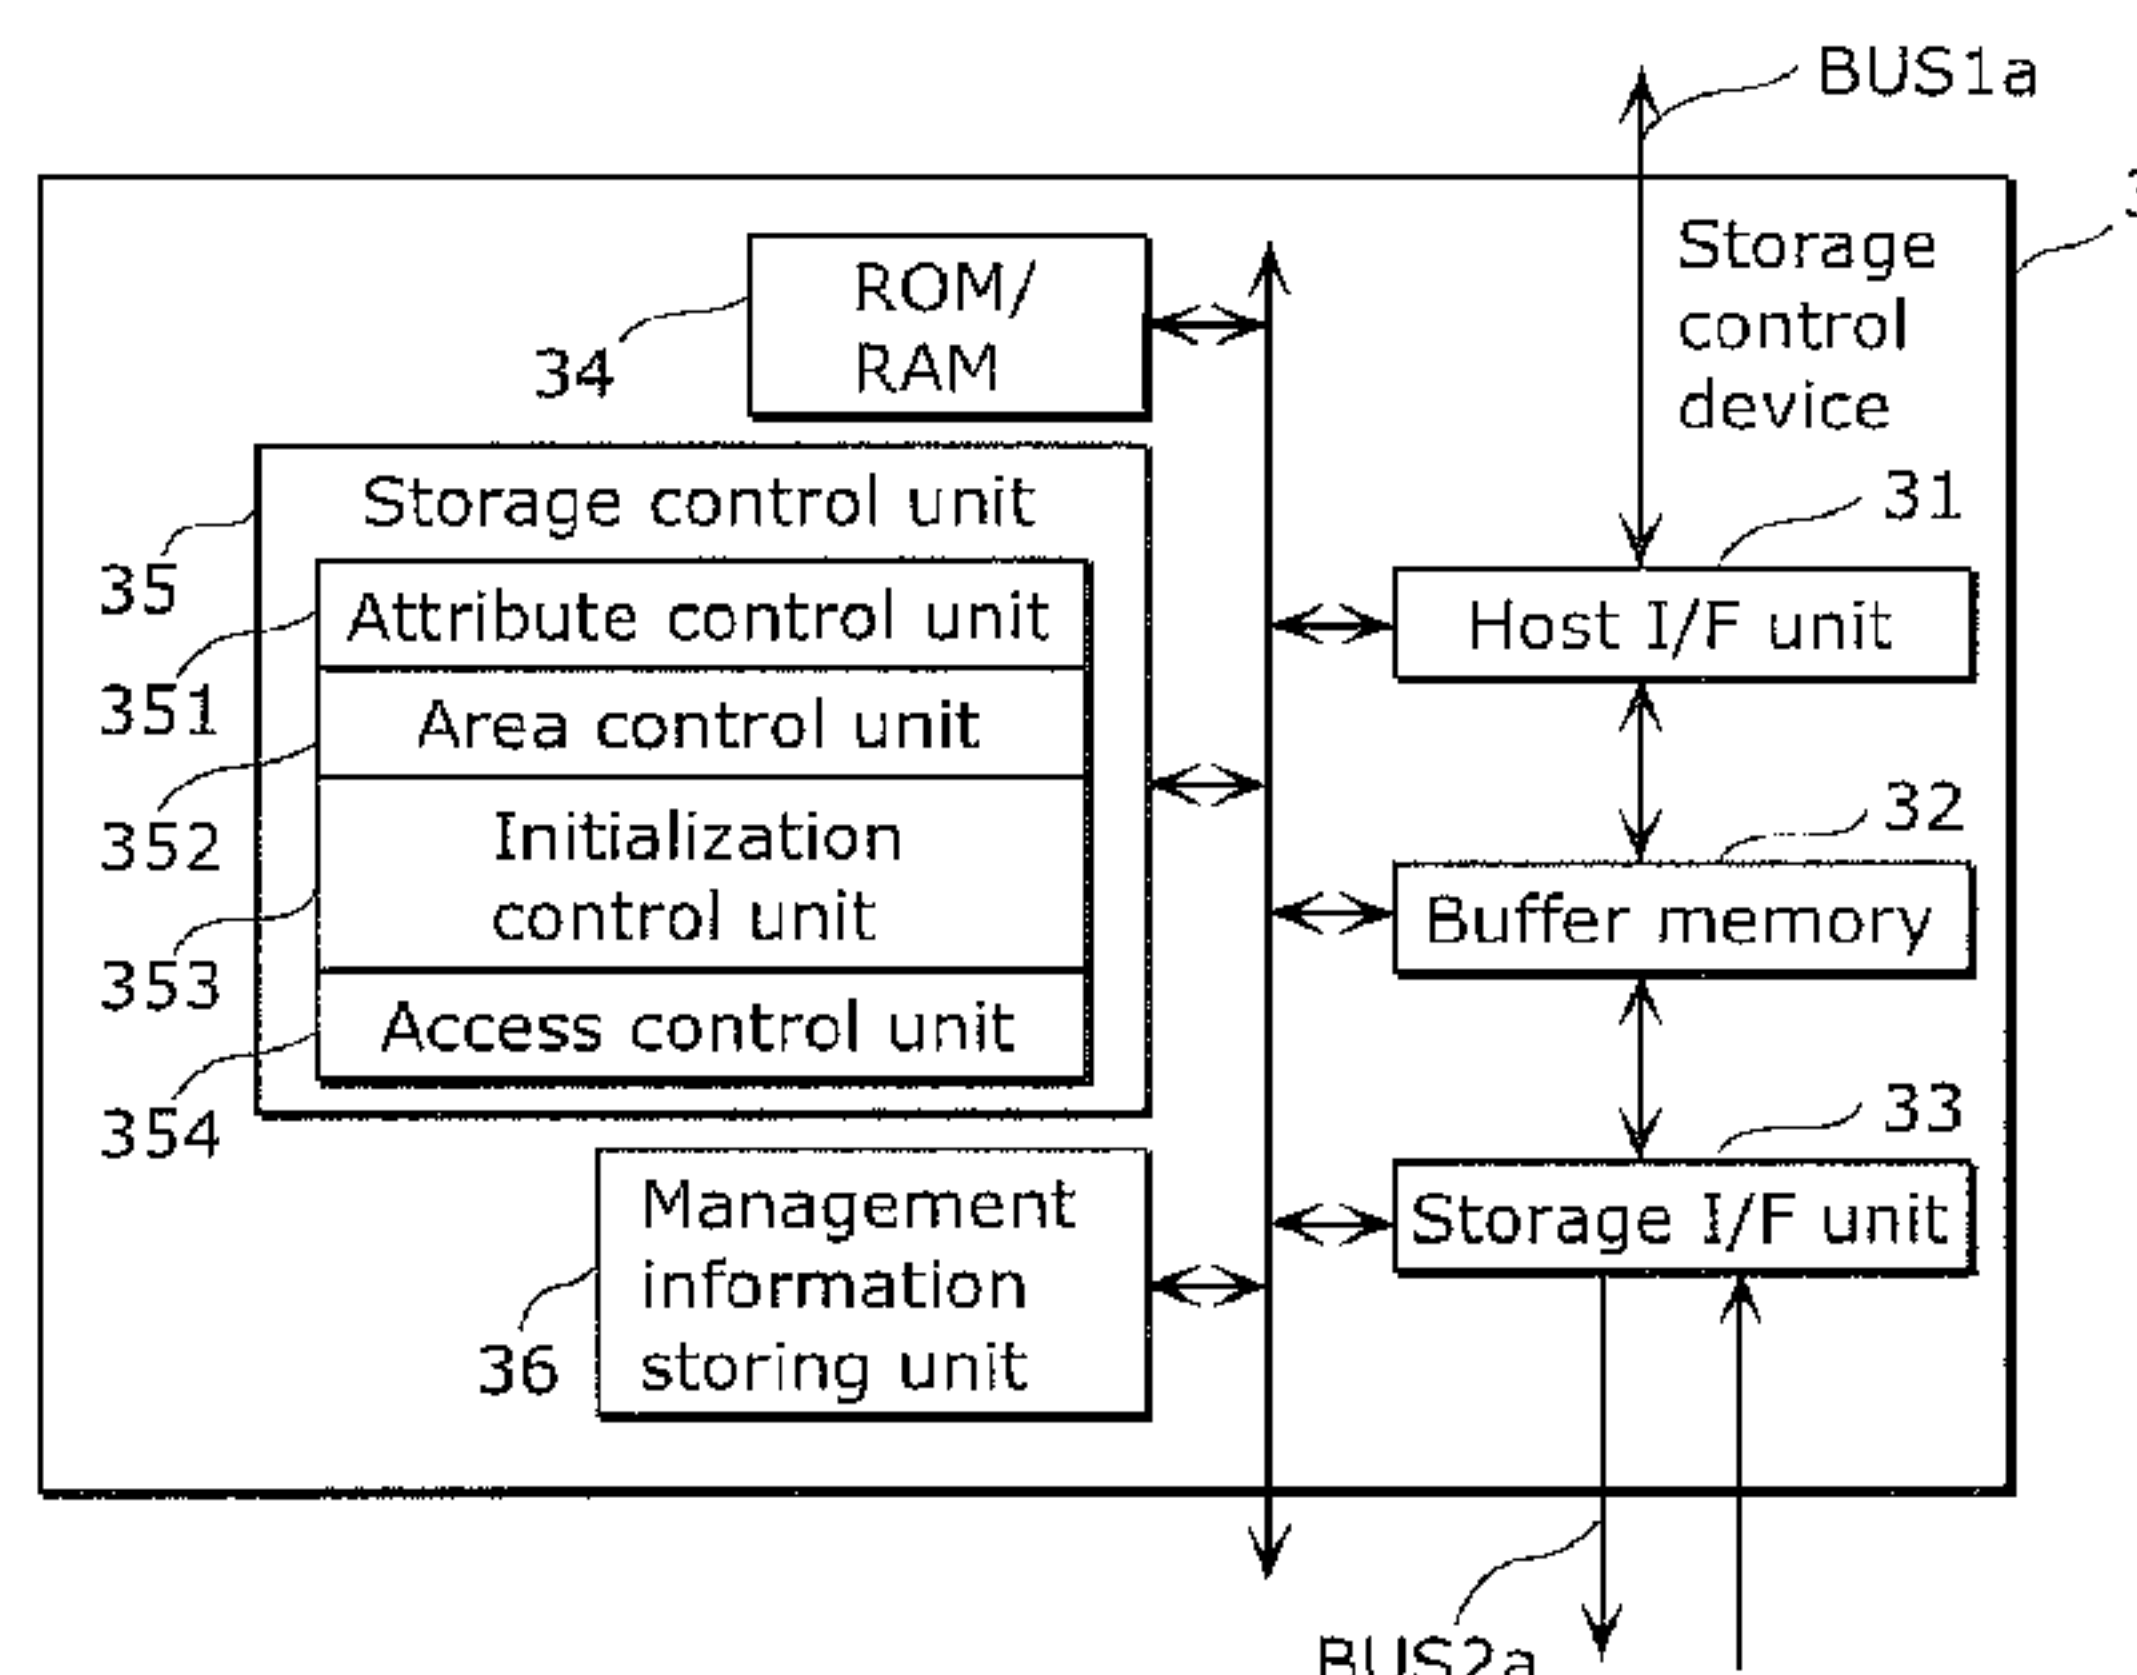 BUS1a
ROM/
RAM
34
Storage
control
device
Storage control unit
35
31
Attribute control unit
Host I/F unit
351
Area control unit
352
Initialization
control unit
32
Buffer memory
353
Access control unit
354
33
Management
information
storing unit
Storage I/F unit
36
BUS2a